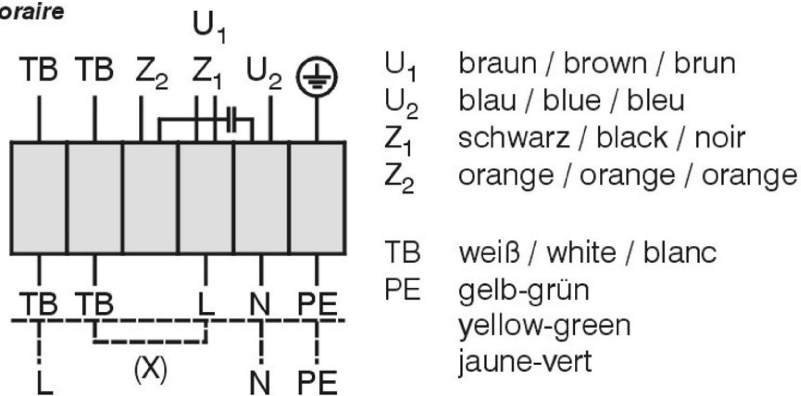 oraire
U₁
TB TB Z₂ Z₁ U₂
TB TB L N PE
(X)
L N PE
U₁ braun / brown / brun
U₂ blau / blue / bleu
Z₁ schwarz / black / noir
Z₂ orange / orange / orange
TB weiß / white / blanc
PE gelb-grün
yellow-green
jaune-vert